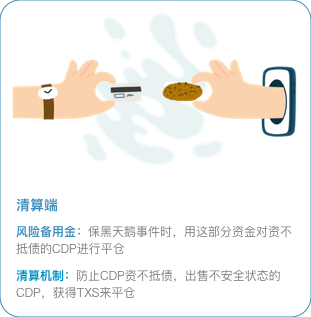 清算端
风险备用金：保黑天鹅事件时，用这部分资金对资不
抵债的CDP进行平仓
清算机制：防止CDP资不抵债，出售不安全状态的
CDP，获得TXS来平仓